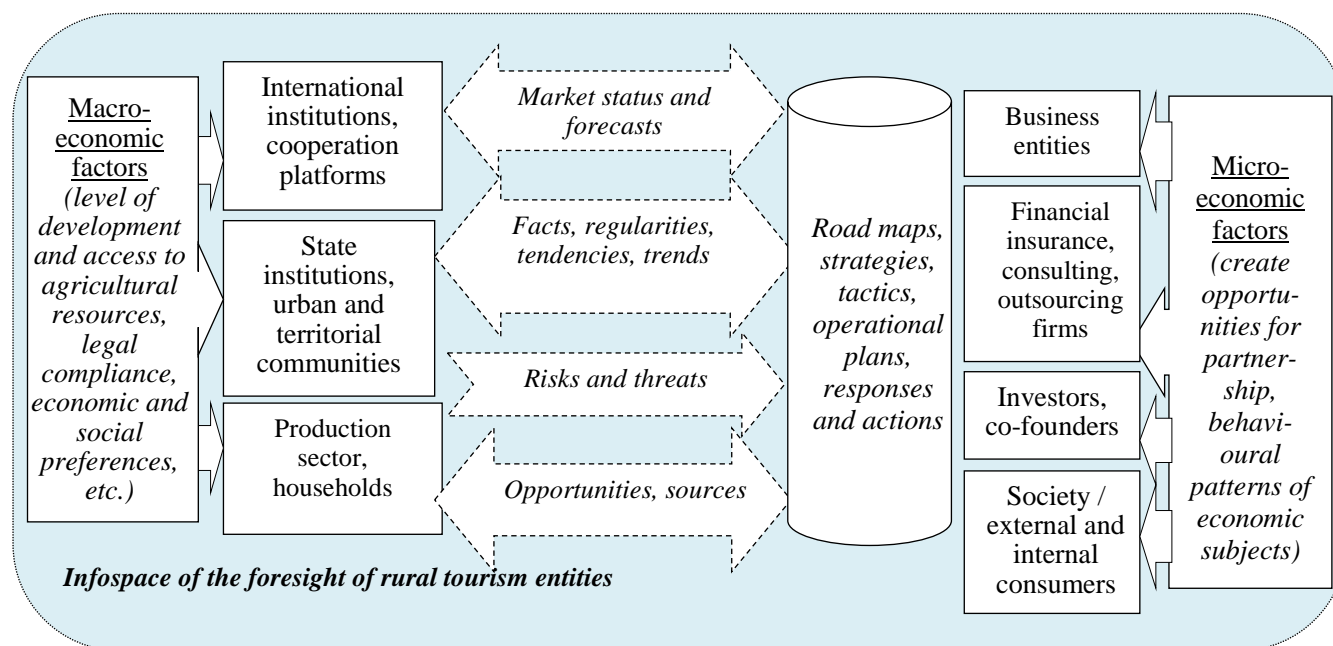 Macro-
economic
factors
(level of
development
and access to
agricultural
resources,
legal
compliance,
economic and
social
preferences,
etc.)
International
institutions,
cooperation
platforms
State
institutions,
urban and
territorial
communities
Production
sector,
households
Market status and
forecasts
Facts, regularities,
tendencies, trends
Risks and threats
Opportunities, sources
Road maps,
strategies,
tactics,
operational
plans,
responses
and actions
Business
entities
Financial
insurance,
consulting,
outsourcing
firms
Investors,
co-founders
Society /
external and
internal
consumers
Micro-
economic
factors
(create
opportu-
nities for
partner-
ship,
behavi-
oural
patterns of
economic
subjects)
Infospace of the foresight of rural tourism entities